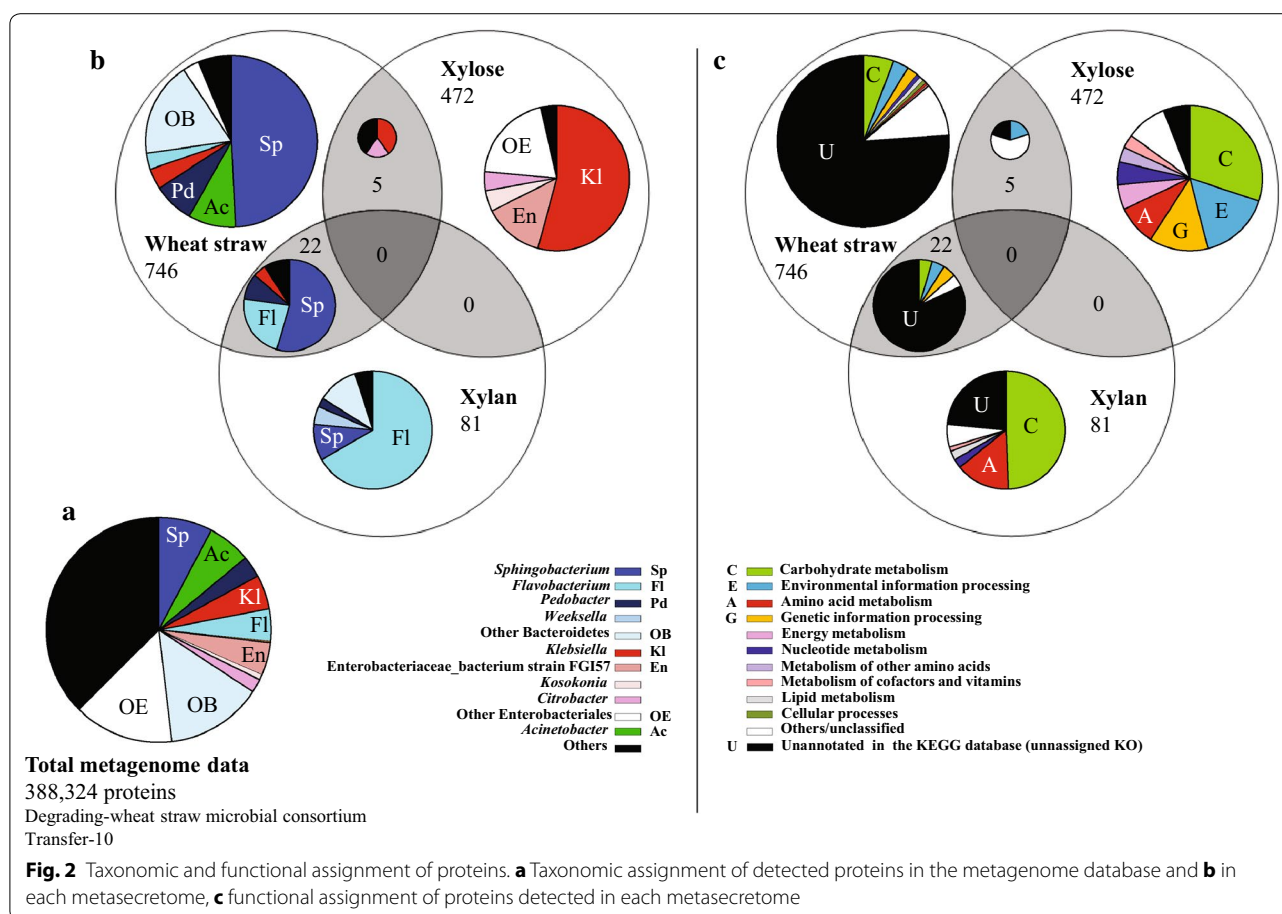 b
Xylose
472
OB
Sp
Pd
Ac
Wheat straw
746
5
OE
Kl
En
22
0
0
Fl
Sp
Xylan
81
Sp
Fl
c
Xylose
472
C
U
Wheat straw
746
5
C
E
G
A
22
0
0
U
Xylan
81
U
C
A
a
Sp
Ac
Kl
Fl
En
OB
OE
Total metagenome data
388,324 proteins
Degrading-wheat straw microbial consortium
Transfer-10
Sphingobacterium Sp
Flavobacterium Fl
Pedobacter Pd
Weeksella
Other Bacteroidetes OB
Klebsiella Kl
Enterobacteriaceae_bacterium strain FGI57 En
Kosokonia
Citrobacter
Other Enterobacteriales OE
Acinetobacter Ac
Others
C Carbohydrate metabolism
E Environmental information processing
A Amino acid metabolism
G Genetic information processing
Energy metabolism
Nucleotide metabolism
Metabolism of other amino acids
Metabolism of cofactors and vitamins
Lipid metabolism
Cellular processes
Others/unclassified
U Unannotated in the KEGG database (unnassigned KO)
Fig. 2 Taxonomic and functional assignment of proteins. a Taxonomic assignment of detected proteins in the metagenome database and b in
each metasecretome, c functional assignment of proteins detected in each metasecretome